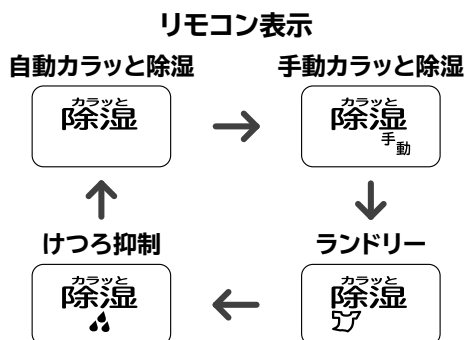 リモコン表示
自動カラッと除湿
手動カラッと除湿
カラッと
除湿
カラッと
除湿
手動
けつろ抑制
ランドリー
カラッと
除湿
カラッと
除湿